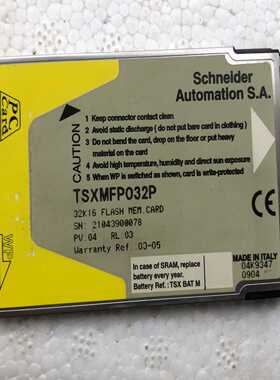 PC
Card
Schneider
Automation S.A.
1 Keep connector contact clean
2 Avoid static discharge ( do not put bare card in clothing )
3 Do not bend the card, drop on the floor or put heavy
material on card
4 Avoid high temperature, humidity and direct sun exposure
5 When WP is switched as shown, card is write-protected
TSXMFP032P
32K16 FLASH MEM.CARD
SN: 21043900078
PV:04 RL:03
Warranty Ref.:03-05
WP
In case of SRAM, replace
battery every year.
Battery Ref.: TSX BAT M
MADE IN ITALY
04K9347
0904